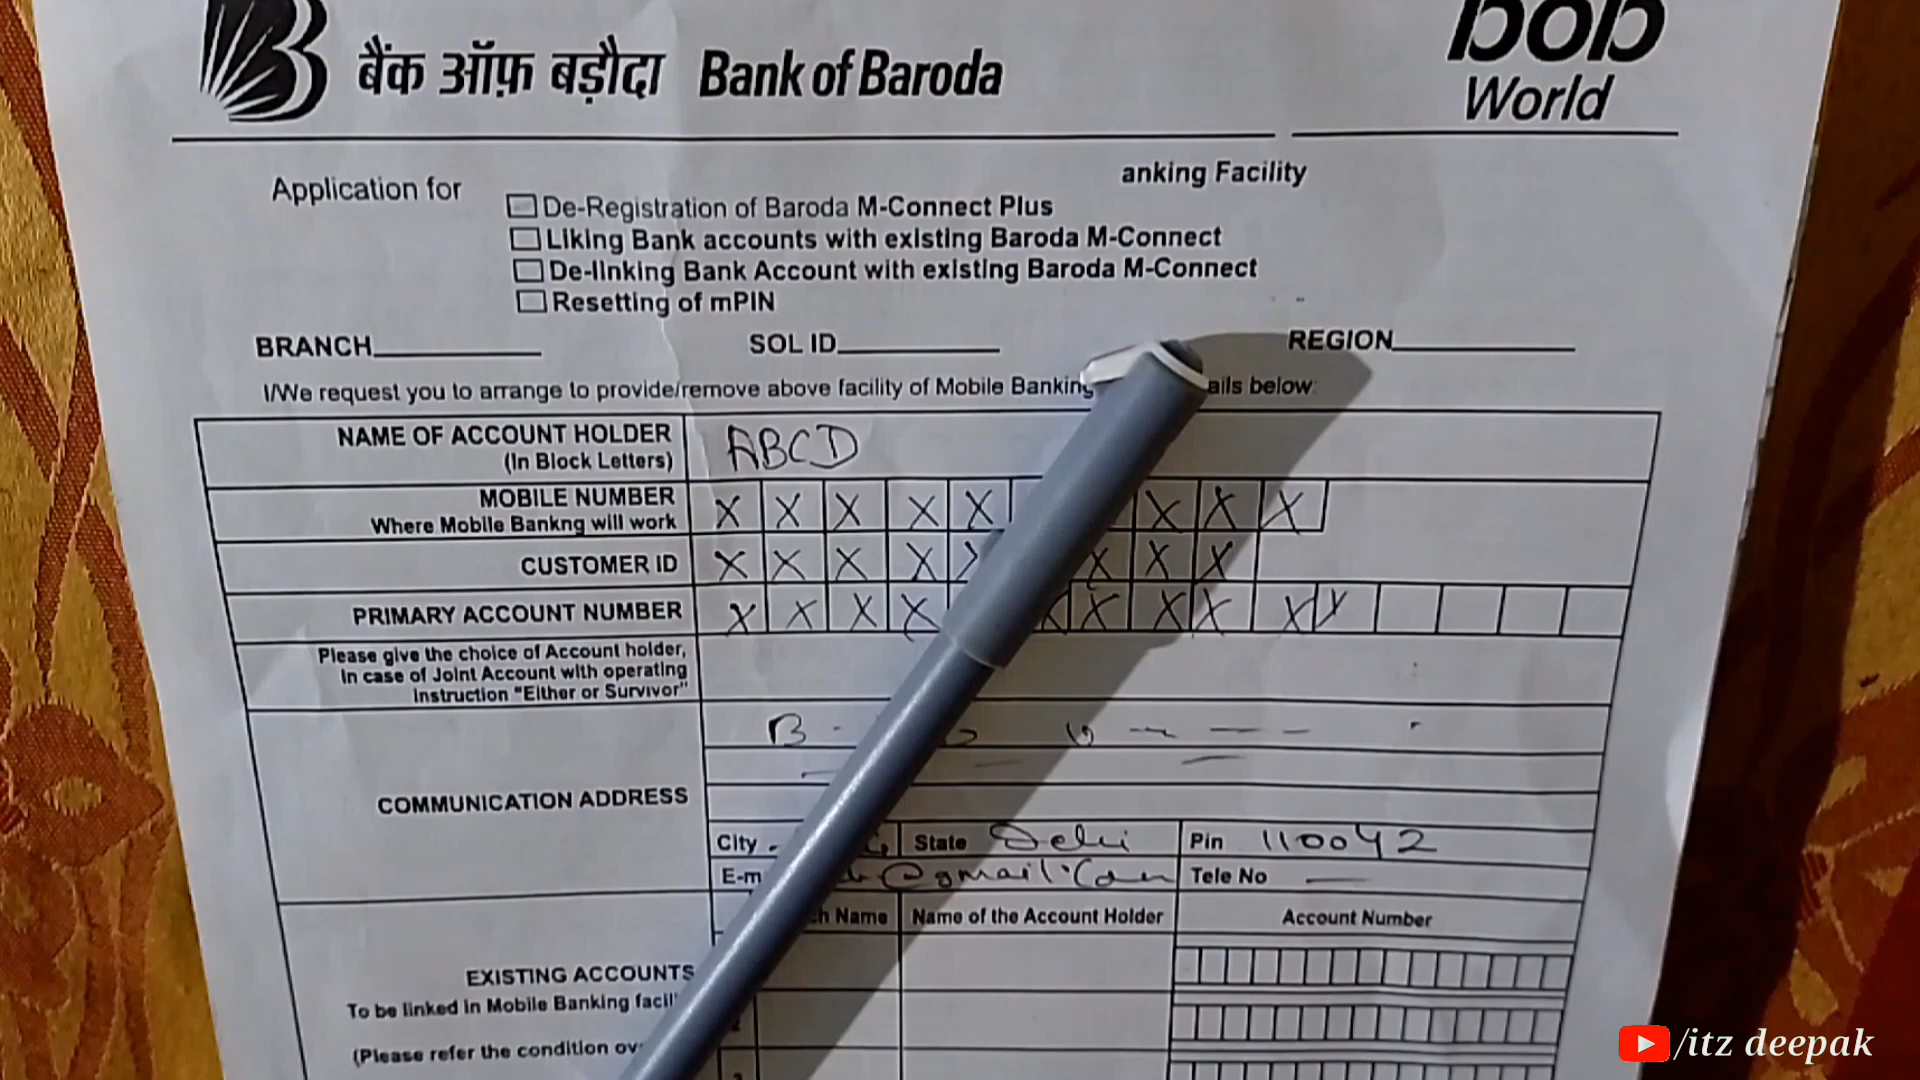 बैंक ऑफ़ बड़ौदा Bank of Baroda
bob
World
Application for
anking Facility
De-Registration of Baroda M-Connect Plus
Liking Bank accounts with existing Baroda M-Connect
De-linking Bank Account with existing Baroda M-Connect
Resetting of mPIN
BRANCH SOL ID REGION
I/We request you to arrange to provide/remove above facility of Mobile Banking ails below:
NAME OF ACCOUNT HOLDER
(In Block Letters)
ABCD
MOBILE NUMBER
Where Mobile Bankng will work
X X X X X X X X
CUSTOMER ID
X X X X X X X X
PRIMARY ACCOUNT NUMBER
X X X X X X X X X X
Please give the choice of Account holder,
in case of Joint Account with operating
instruction "Either or Survivor"
B
COMMUNICATION ADDRESS
City State Delhi Pin 110042
E-m @gmail.com Tele No
ch Name Name of the Account Holder Account Number
EXISTING ACCOUNTS
To be linked in Mobile Banking facil
(Please refer the condition ov
/itz deepak